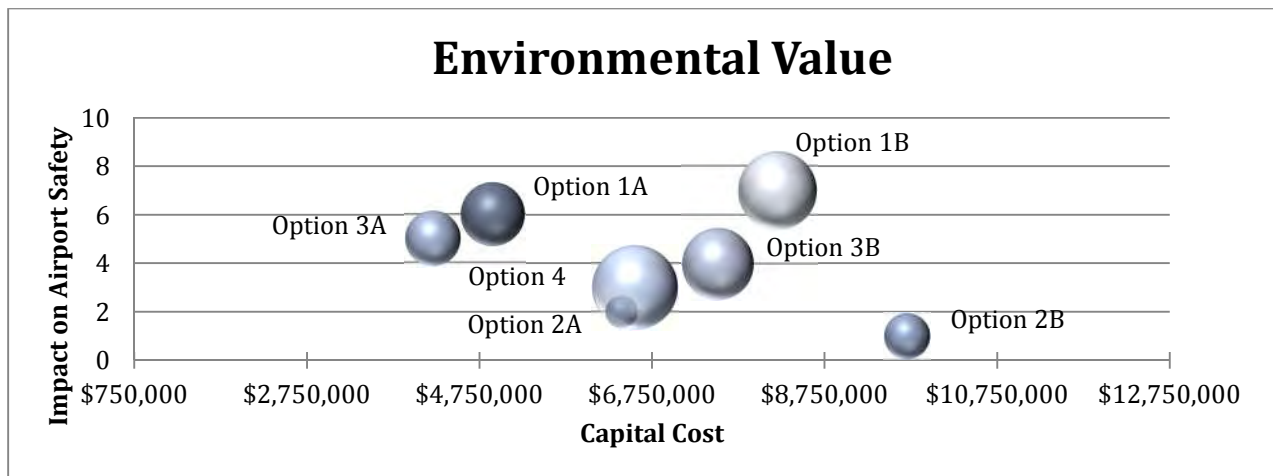 Environmental Value
Impact on Airport Safety
10
8
6
4
2
0
Option 1B
Option 1A
Option 3A
Option 3B
Option 4
Option 2A
Option 2B
$750,000 $2,750,000 $4,750,000 $6,750,000 $8,750,000 $10,750,000 $12,750,000
Capital Cost